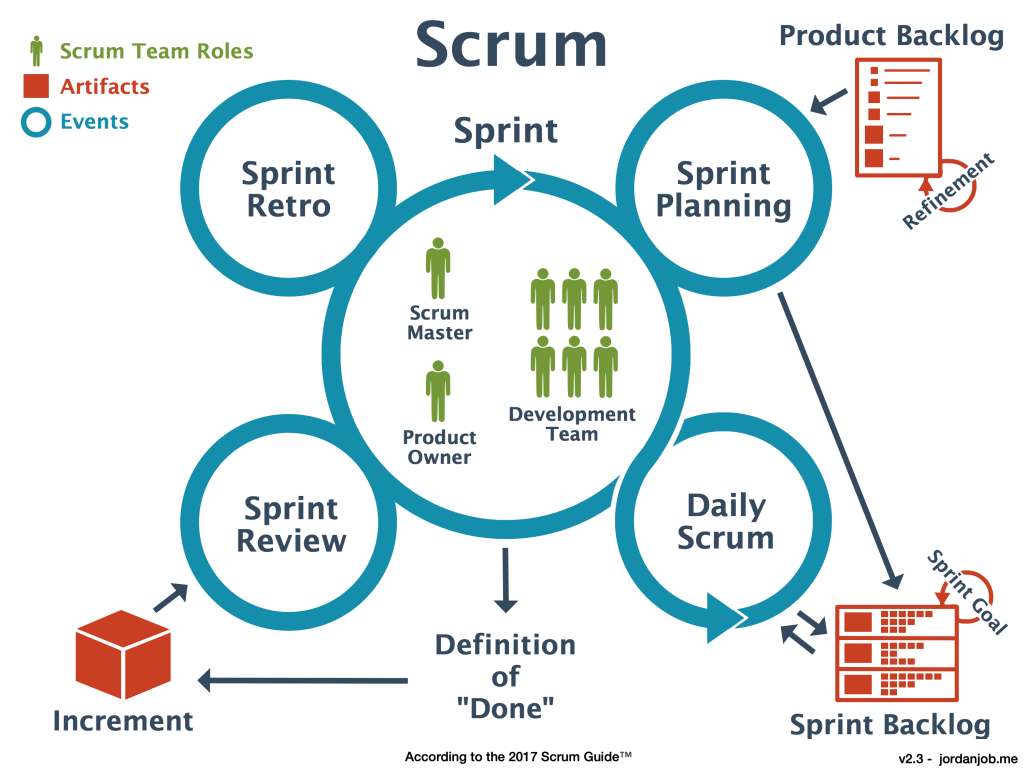 Scrum
Scrum Team Roles
Artifacts
Events
Product Backlog
Refinement
Sprint
Sprint
Retro
Sprint
Planning
Scrum
Master
Product
Owner
Development
Team
Sprint
Review
Daily
Scrum
Sprint Goal
Sprint Backlog
Definition
of
"Done"
Increment
According to the 2017 Scrum Guide™
v2.3 - jordanjob.me